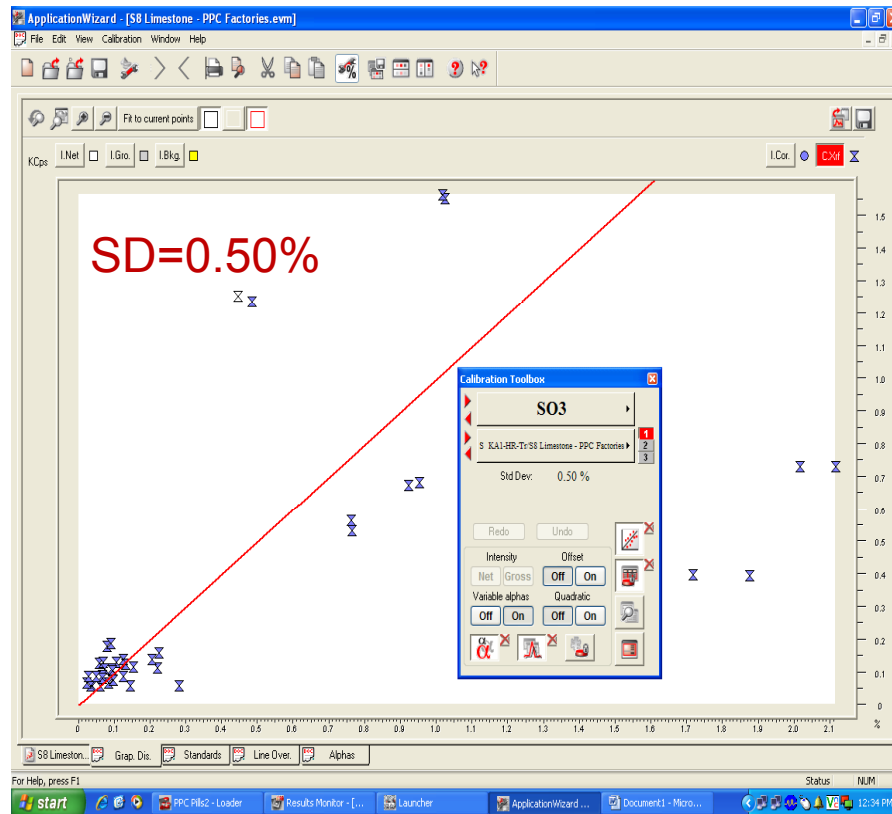 ApplicationWizard - [S8 Limestone - PPC Factories.evm]
File Edit View Calibration Window Help
Fit to current points
KCps I.Net I.Gro. I.Bkg. I.Cor. C.Xrf
SD=0.50%
1.5
1.4
1.3
1.2
1.1
1.0
0.9
0.8
0.7
0.6
0.5
0.4
0.3
0.2
0.1
0
Calibration Toolbox
SO3
S KA1-HR-Tr/S8 Limestone - PPC Factories
1
2
3
Std Dev: 0.50 %
Redo Undo
Intensity Offset
Net Gross Off On
Variable alphas Quadratic
Off On Off On
0 0.1 0.2 0.3 0.4 0.5 0.6 0.7 0.8 0.9 1.0 1.1 1.2 1.3 1.4 1.5 1.6 1.7 1.8 1.9 2.0 2.1 %
S8 Limeston... Grap. Dis. Standards Line Over. Alphas
For Help, press F1 Status NUM
start PPC Pills2 - Loader Results Monitor - [... Launcher ApplicationWizard ... Document1 - Micro... 12:34 PM